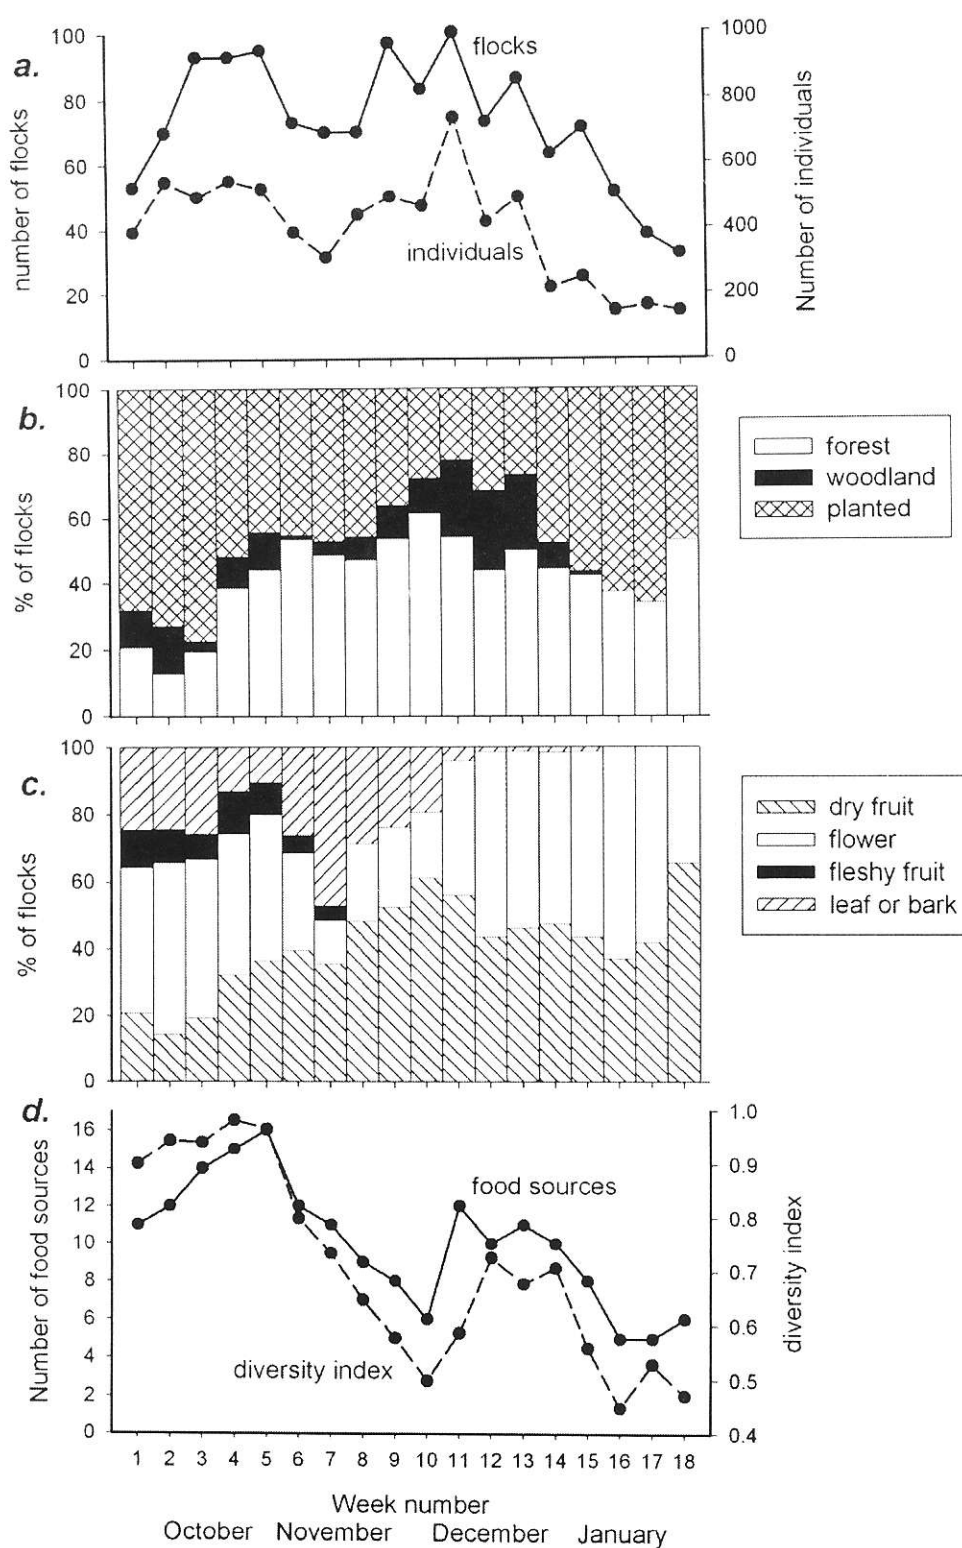 a.
number of flocks
100
80
60
40
20
0
flocks
individuals
1000
800
600
400
200
0
Number of individuals
b.
% of flocks
100
80
60
40
20
0
forest
woodland
planted
c.
% of flocks
100
80
60
40
20
0
dry fruit
flower
fleshy fruit
leaf or bark
d.
Number of food sources
16
14
12
10
8
6
4
2
0
food sources
diversity index
1.0
0.9
0.8
0.7
0.6
0.5
0.4
diversity index
1 2 3 4 5 6 7 8 9 10 11 12 13 14 15 16 17 18
Week number
October November December January